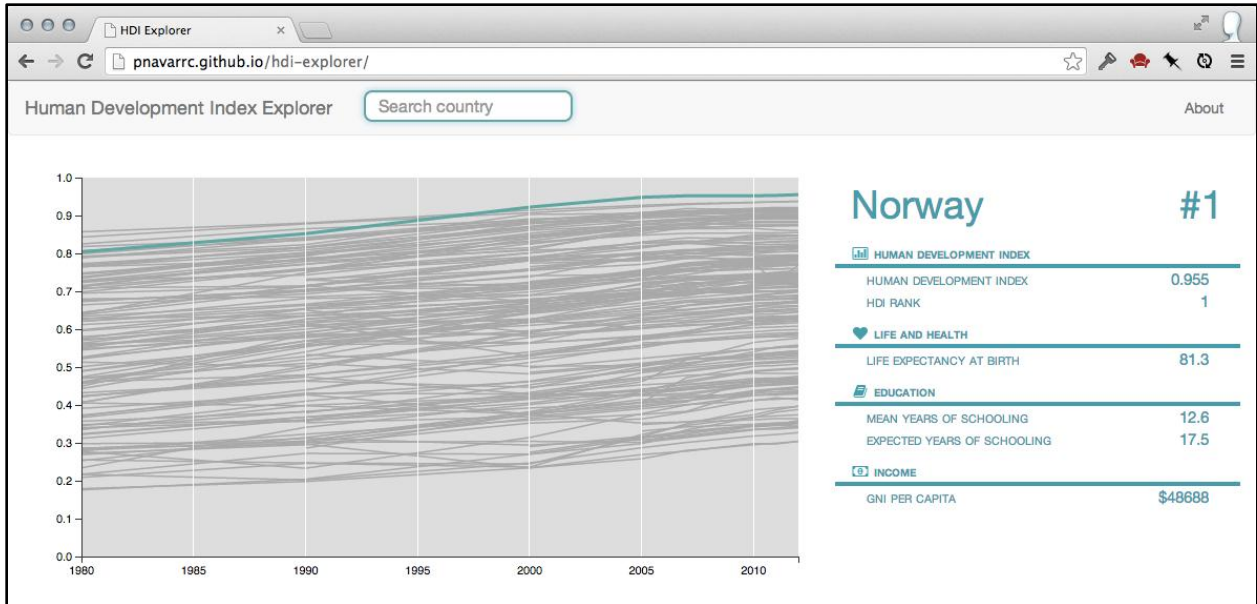 HDI Explorer
pnavarrc.github.io/hdi-explorer/
Human Development Index Explorer
Search country
About
1.0
0.9
0.8
0.7
0.6
0.5
0.4
0.3
0.2
0.1
0.0
1980 1985 1990 1995 2000 2005 2010
Norway #1
HUMAN DEVELOPMENT INDEX
HUMAN DEVELOPMENT INDEX 0.955
HDI RANK 1
LIFE AND HEALTH
LIFE EXPECTANCY AT BIRTH 81.3
EDUCATION
MEAN YEARS OF SCHOOLING 12.6
EXPECTED YEARS OF SCHOOLING 17.5
INCOME
GNI PER CAPITA $48688